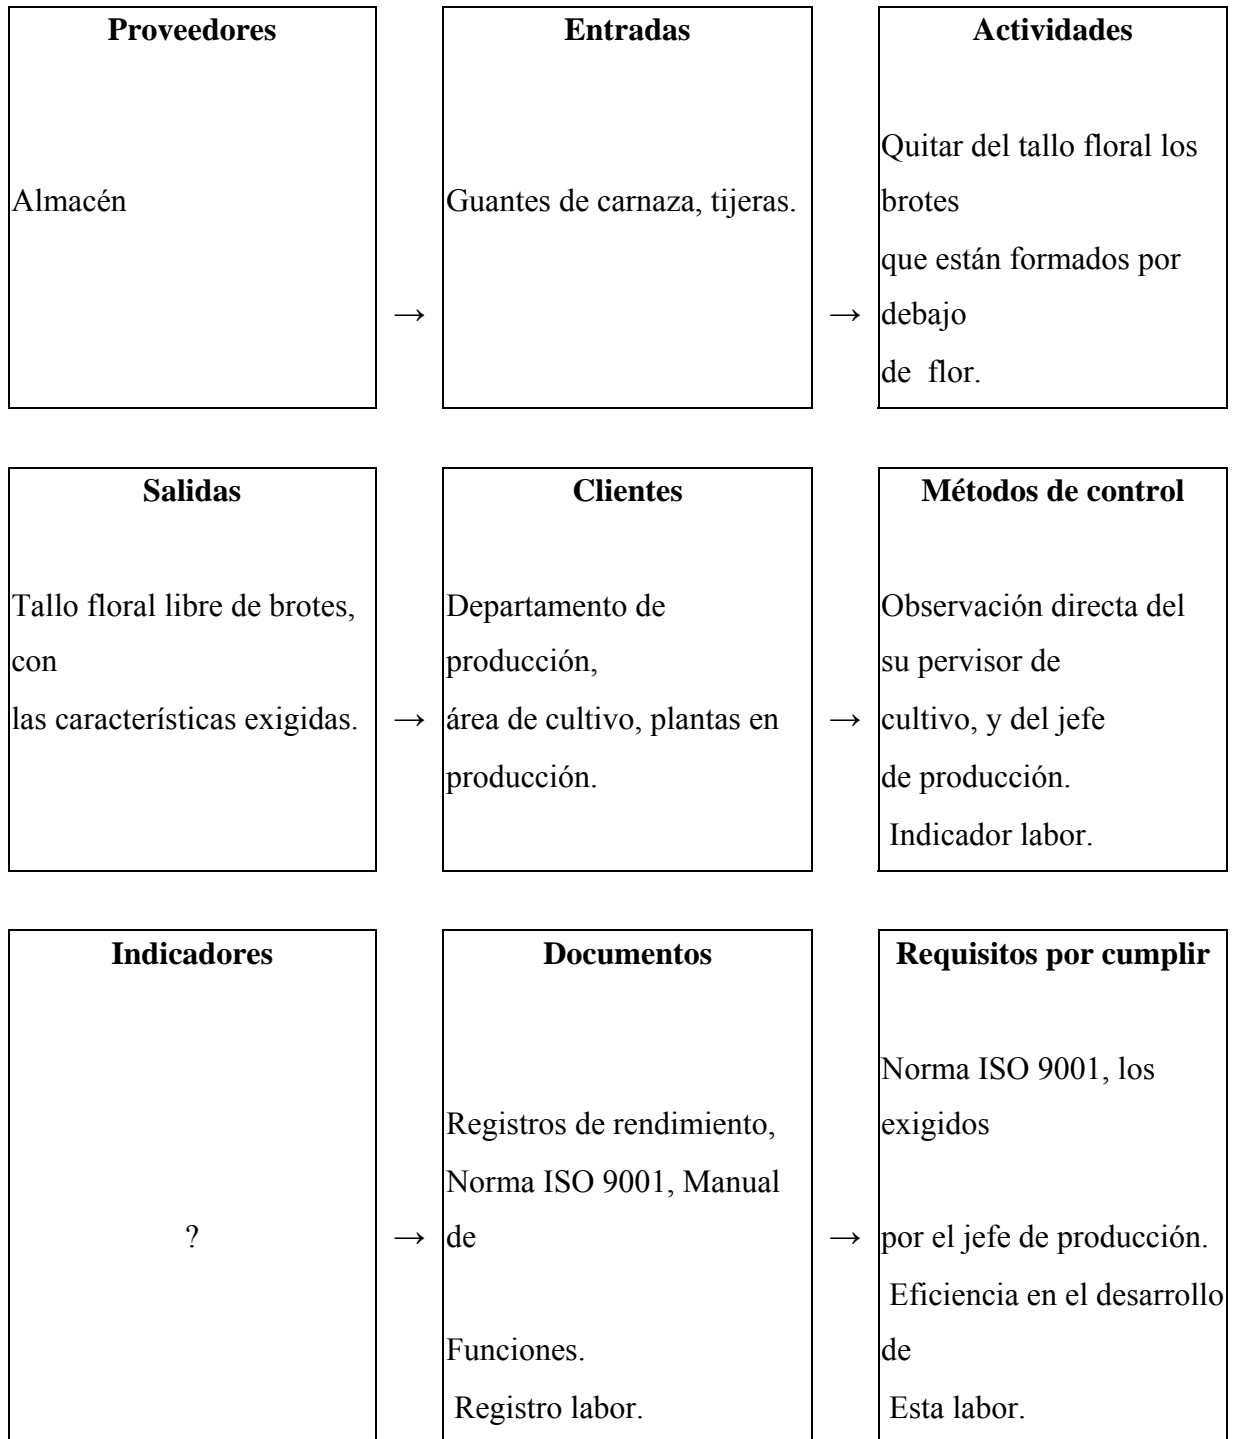 Proveedores
Almacén
→
Entradas
Guantes de carnaza, tijeras.
→
Actividades
Quitar del tallo floral los
brotes
que están formados por
debajo
de flor.
Salidas
Tallo floral libre de brotes,
con
las características exigidas.
→
Clientes
Departamento de
producción,
área de cultivo, plantas en
producción.
→
Métodos de control
Observación directa del
su pervisor de
cultivo, y del jefe
de producción.
Indicador labor.
Indicadores
?
→
Documentos
Registros de rendimiento,
Norma ISO 9001, Manual
de
Funciones.
Registro labor.
→
Requisitos por cumplir
Norma ISO 9001, los
exigidos
por el jefe de producción.
Eficiencia en el desarrollo
de
Esta labor.